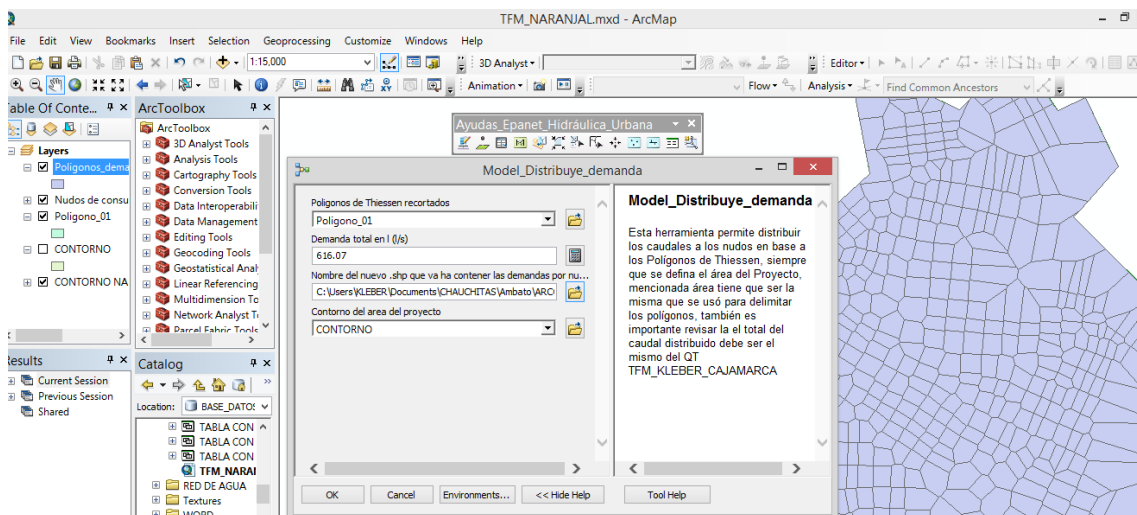 TFM_NARANJAL.mxd - ArcMap
File Edit View Bookmarks Insert Selection Geoprocessing Customize Windows Help
1:15,000 3D Analyst Editor
Animation Flow Analysis Find Common Ancestors
Table Of Conte...
Layers
Poligonos_dema
Nudos de consu
Poligono_01
CONTORNO
CONTORNO NA
ArcToolbox
ArcToolbox
3D Analyst Tools
Analysis Tools
Cartography Tools
Conversion Tools
Data Interoperabili
Data Management
Editing Tools
Geocoding Tools
Geostatistical Anal
Linear Referencing
Multidimension To
Network Analyst To
Parcel Fabric Tools
Results
Current Session
Previous Session
Shared
Catalog
Location: BASE_DATOS
TABLA CON
TABLA CON
TABLA CON
TFM_NARAI
RED DE AGUA
Textures
WORD
Ayudas_Epanet_Hidráulica_Urbana
Model_Distribuye_demanda
Poligonos de Thiessen recortados
Poligono_01
Demanda total en l (l/s)
616.07
Nombre del nuevo .shp que va ha contener las demandas por nu...
C:\Users\KLEBER\Documents\CHAUCHITAS\Ambato\ARC
Contorno del area del proyecto
CONTORNO
Model_Distribuye_demanda
Esta herramienta permite distribuir
los caudales a los nudos en base a
los Polígonos de Thiessen, siempre
que se defina el área del Proyecto,
mencionada área tiene que ser la
misma que se usó para delimitar
los polígonos, también es
importante revisar la el total del
caudal distribuido debe ser el
mismo del QT
TFM_KLEBER_CAJAMARCA
OK Cancel Environments... << Hide Help Tool Help